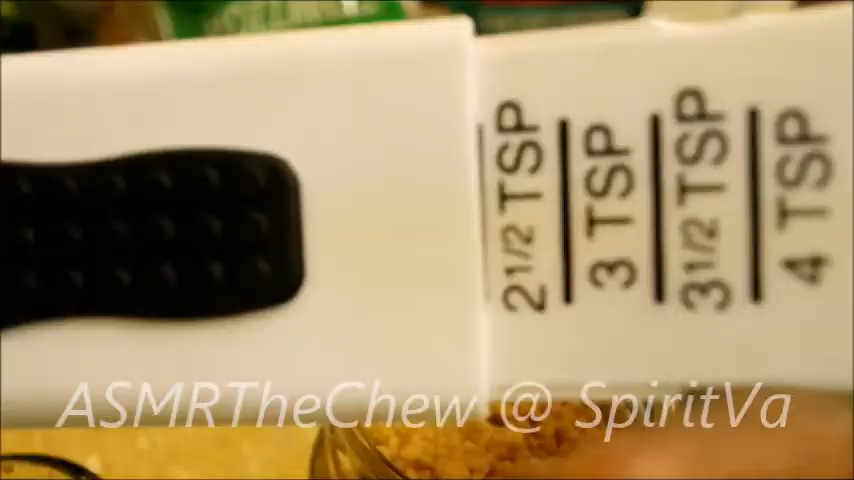 2 1/2 TSP
3 TSP
3 1/2 TSP
4 TSP
ASMRTheChew @ SpiritVa